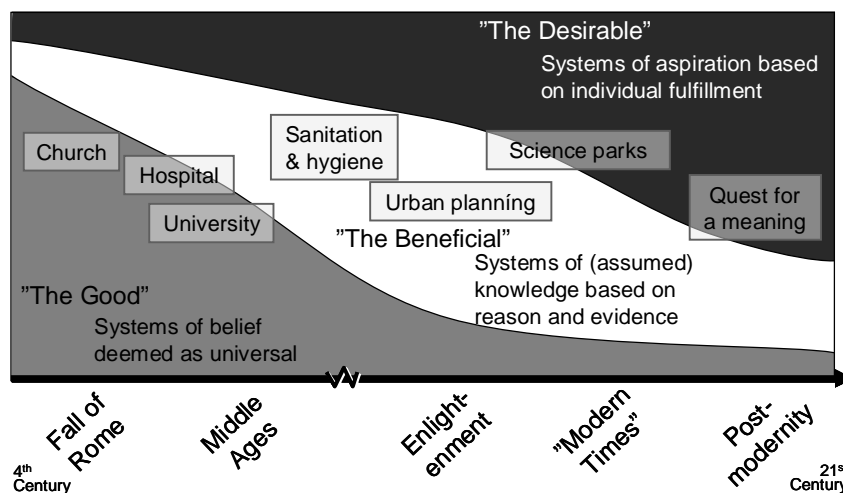 ”The Desirable”
Systems of aspiration based
on individual fulfillment
Church
Hospital
University
Sanitation
& hygiene
Urban planning
Science parks
Quest for
a meaning
”The Beneficial”
Systems of (assumed)
knowledge based on
reason and evidence
”The Good”
Systems of belief
deemed as universal
Fall of
Rome
Middle
Ages
Enlight-
enment
”Modern
Times”
Post-
modernity
4th
Century
21s
Century